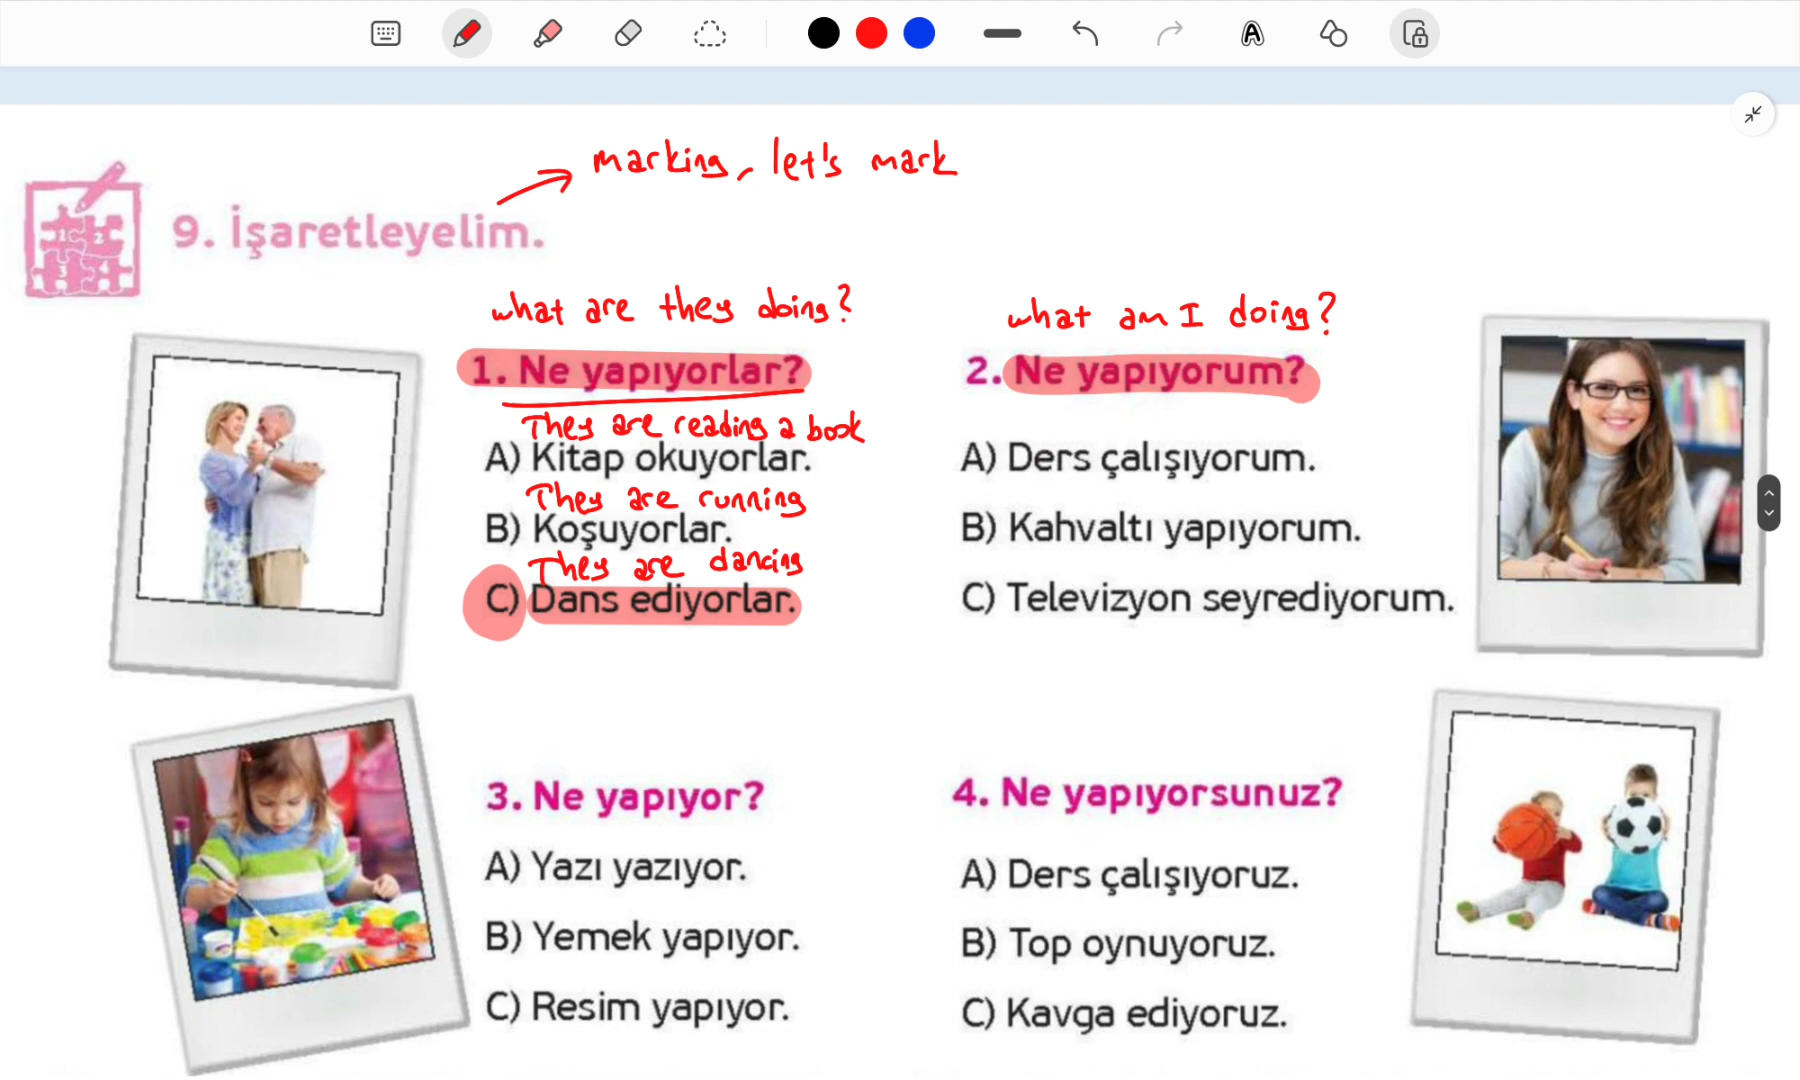 marking, let's mark
9. İşaretleyelim.
what are they doing?
1. Ne yapıyorlar?
They are reading a book
A) Kitap okuyorlar.
They are running
B) Koşuyorlar.
They are dancing
C) Dans ediyorlar.
what am I doing?
2. Ne yapıyorum?
A) Ders çalışıyorum.
B) Kahvaltı yapıyorum.
C) Televizyon seyrediyorum.
3. Ne yapıyor?
A) Yazı yazıyor.
B) Yemek yapıyor.
C) Resim yapıyor.
4. Ne yapıyorsunuz?
A) Ders çalışıyoruz.
B) Top oynuyoruz.
C) Kavga ediyoruz.